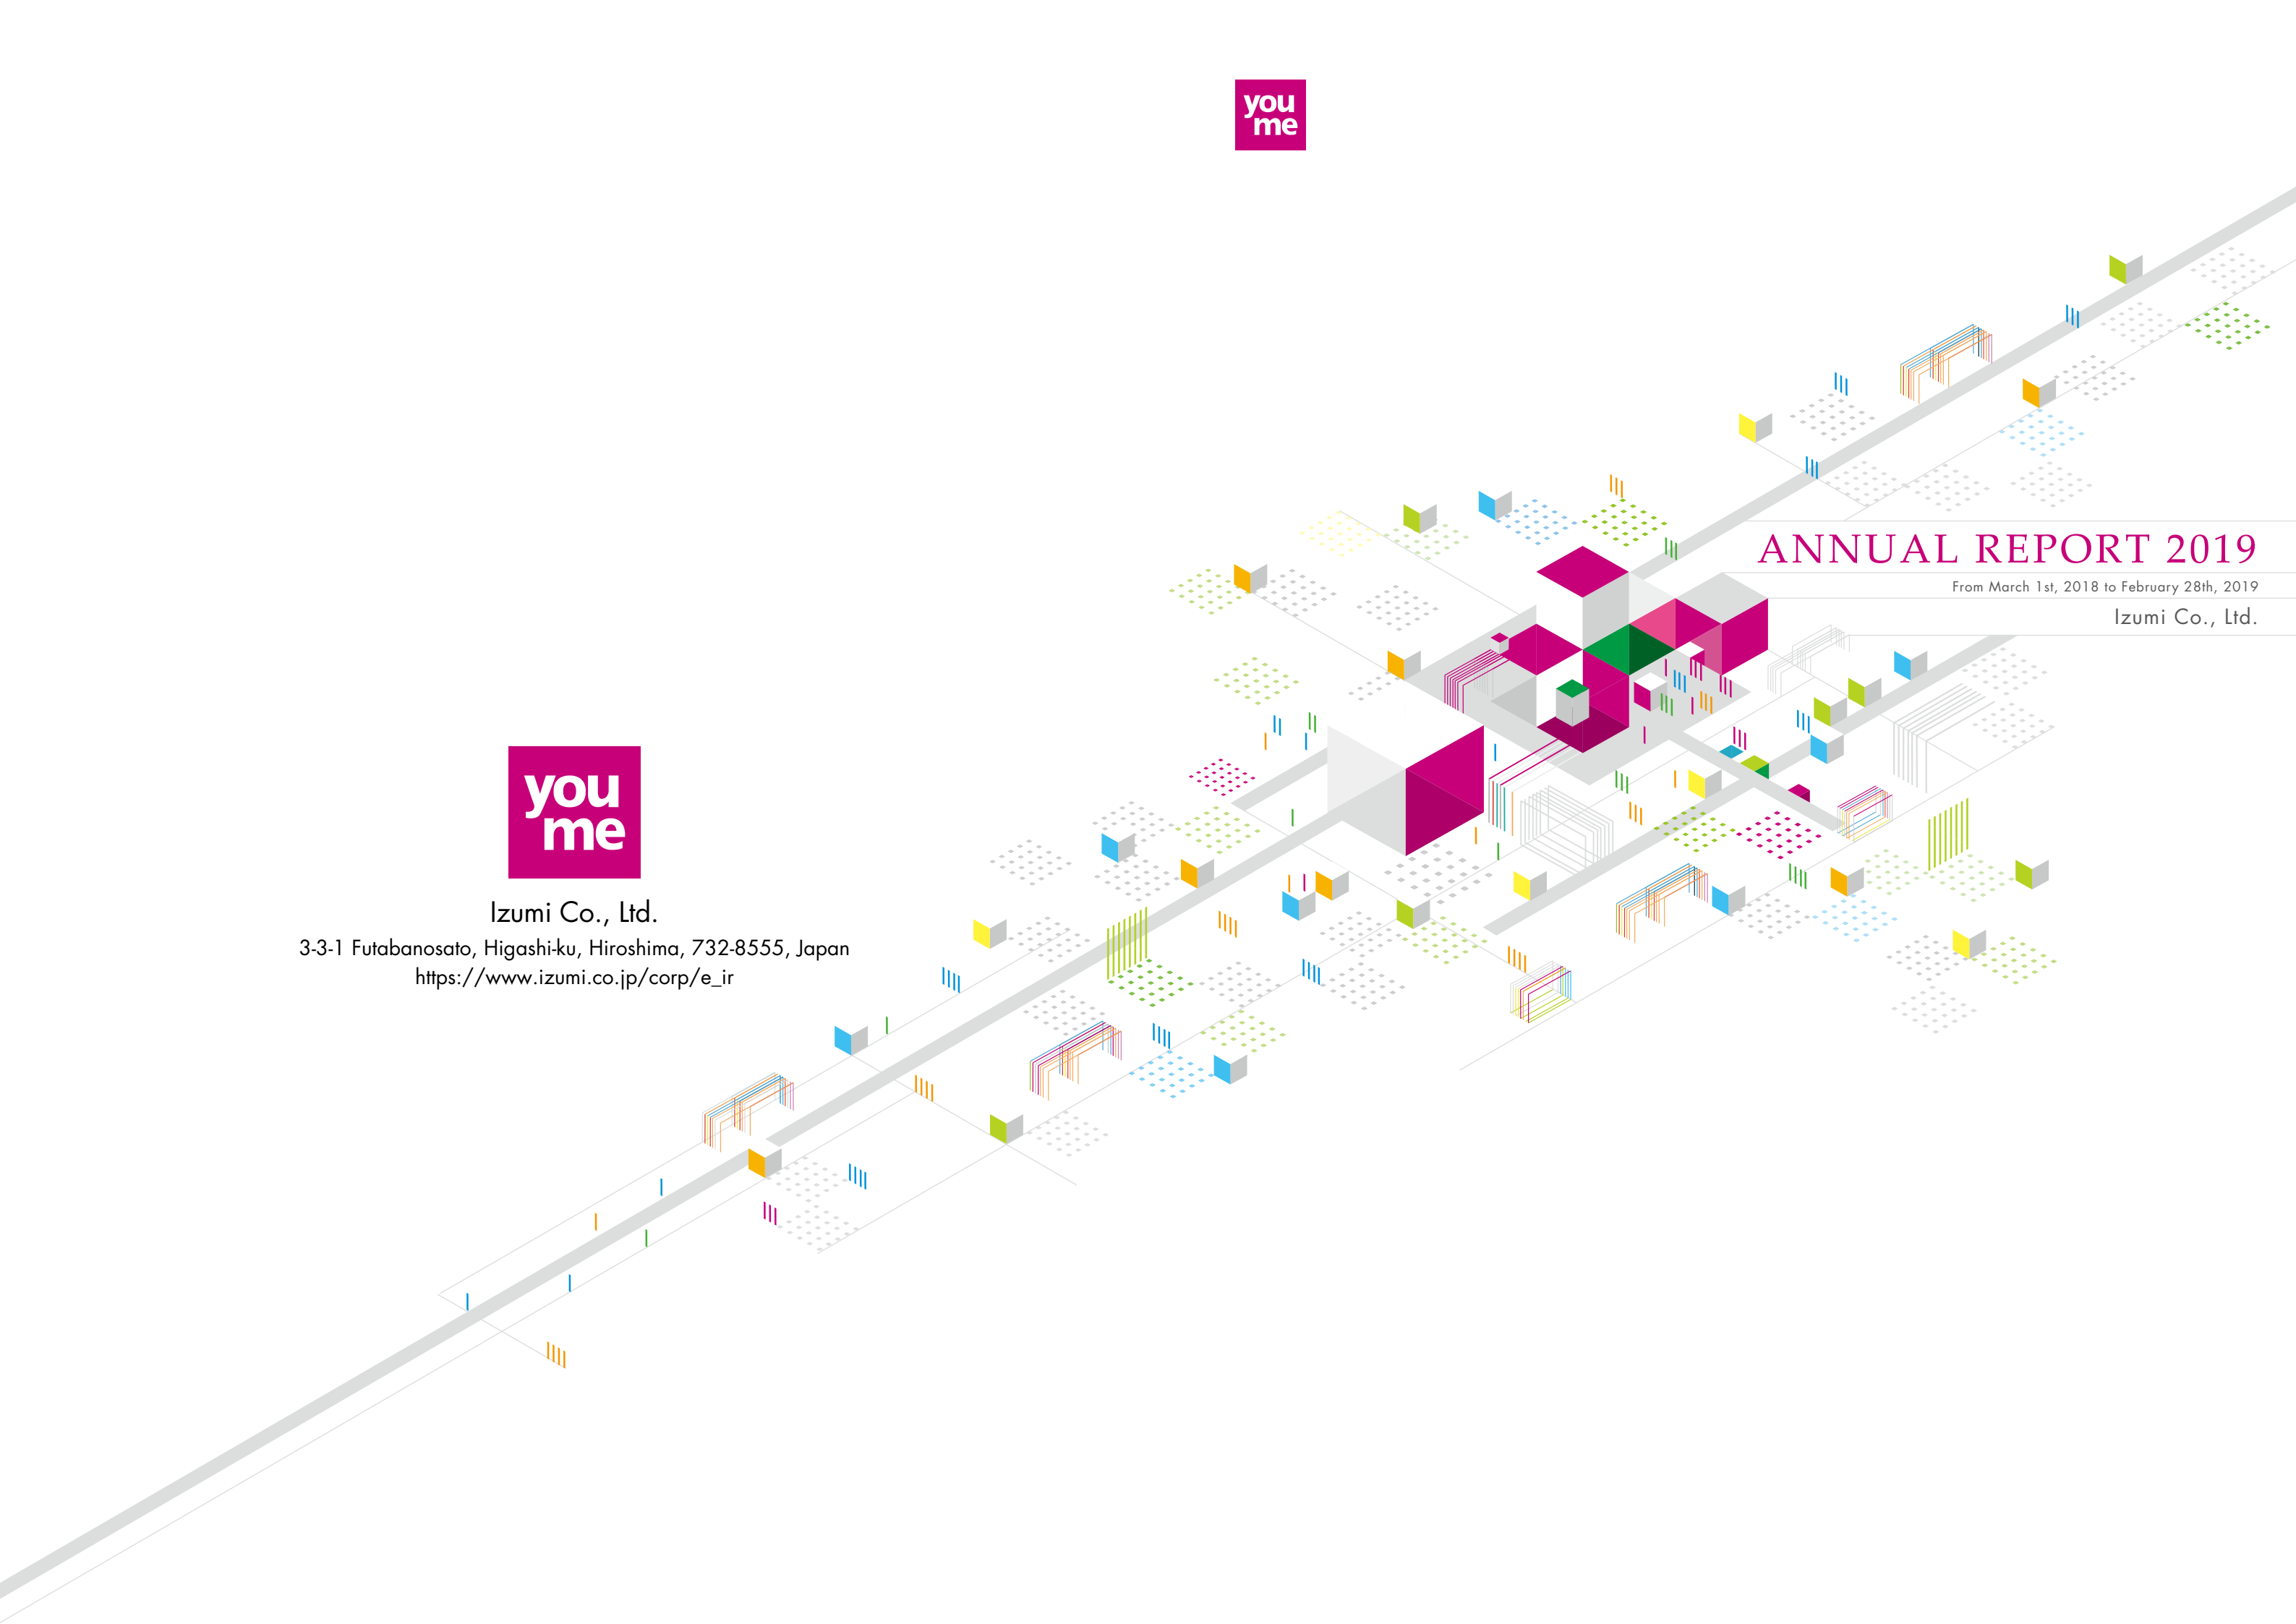 you
me
ANNUAL REPORT 2019
From March 1st, 2018 to February 28th, 2019
Izumi Co., Ltd.
you
me
Izumi Co., Ltd.
3-3-1 Futabanosato, Higashi-ku, Hiroshima, 732-8555, Japan
https://www.izumi.co.jp/corp/e_ir